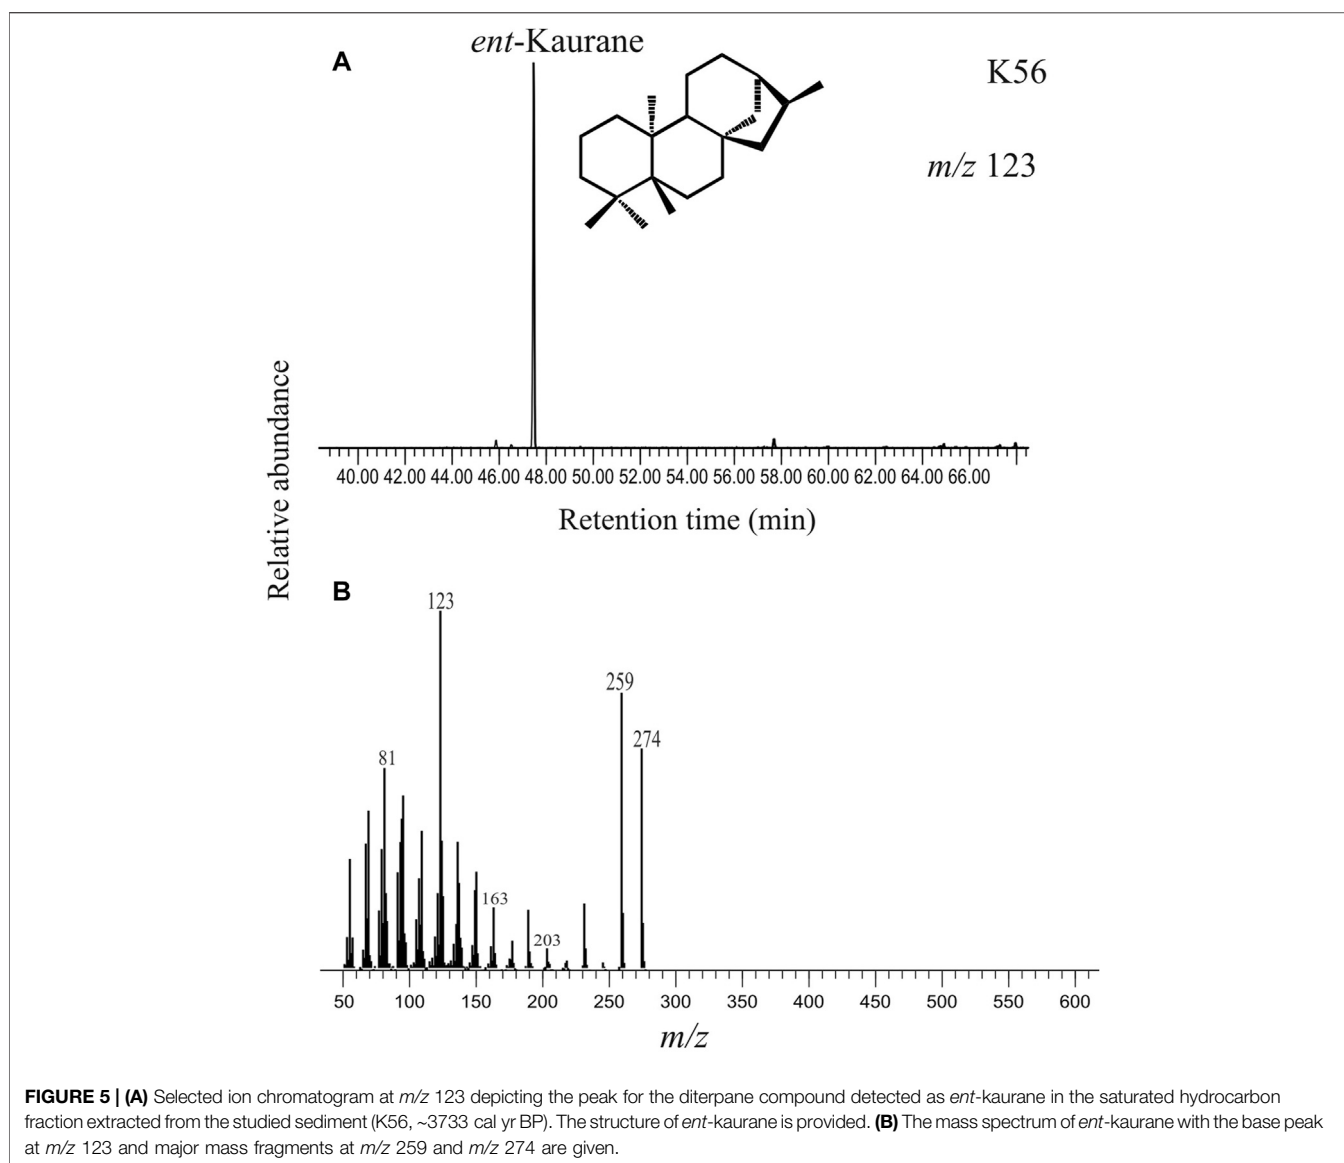 A
ent-Kaurane
K56
m/z 123
40.00 42.00 44.00 46.00 48.00 50.00 52.00 54.00 56.00 58.00 60.00 62.00 64.00 66.00
Retention time (min)
Relative abundance
B
123
259
274
81
163
203
50 100 150 200 250 300 350 400 450 500 550 600
m/z
FIGURE 5 | (A) Selected ion chromatogram at m/z 123 depicting the peak for the diterpane compound detected as ent-kaurane in the saturated hydrocarbon
fraction extracted from the studied sediment (K56, ~3733 cal yr BP). The structure of ent-kaurane is provided. (B) The mass spectrum of ent-kaurane with the base peak
at m/z 123 and major mass fragments at m/z 259 and m/z 274 are given.